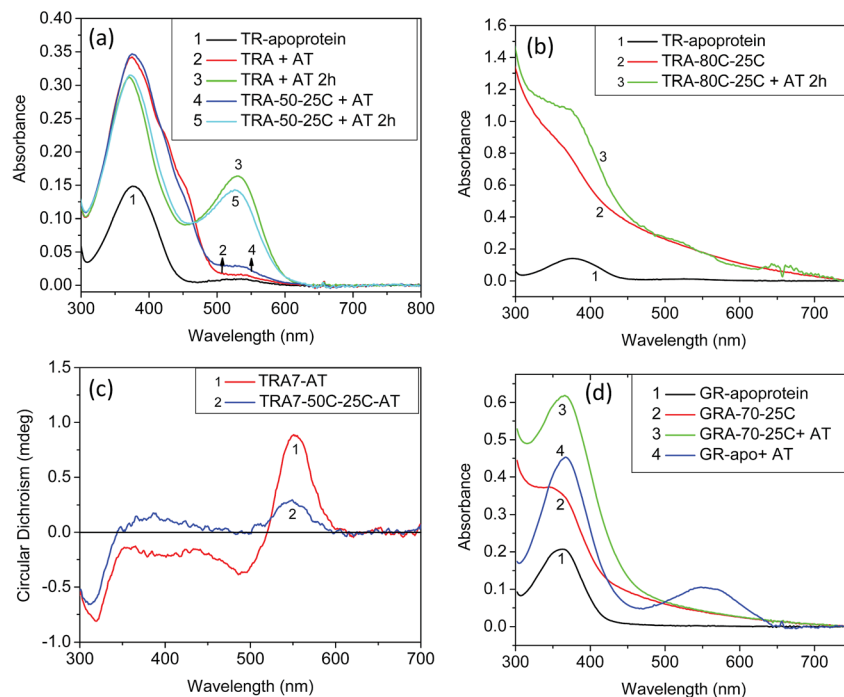 (a)
1 TR-apoprotein
2 TRA + AT
3 TRA + AT 2h
4 TRA-50-25C + AT
5 TRA-50-25C + AT 2h
Absorbance
0.35
0.30
0.25
0.20
0.15
0.10
0.05
0.00
1
2
3
4
5
300 400 500 600 700 800
Wavelength (nm)
(b)
1 TR-apoprotein
2 TRA-80C-25C
3 TRA-80C-25C + AT 2h
Absorbance
1.6
1.4
1.2
1.0
0.8
0.6
0.4
0.2
0.0
3
2
1
300 400 500 600 700
Wavelength (nm)
(c)
1 TRA7-AT
2 TRA7-50C-25C-AT
Circular Dichroism (mdeg)
1.5
1.0
0.5
0.0
-0.5
-1.0
1
2
300 400 500 600 700
Wavelength (nm)
(d)
1 GR-apoprotein
2 GRA-70-25C
3 GRA-70-25C+ AT
4 GR-apo+ AT
Absorbance
0.6
0.5
0.4
0.3
0.2
0.1
0.0
3
4
2
1
300 400 500 600 700
Wavelength (nm)